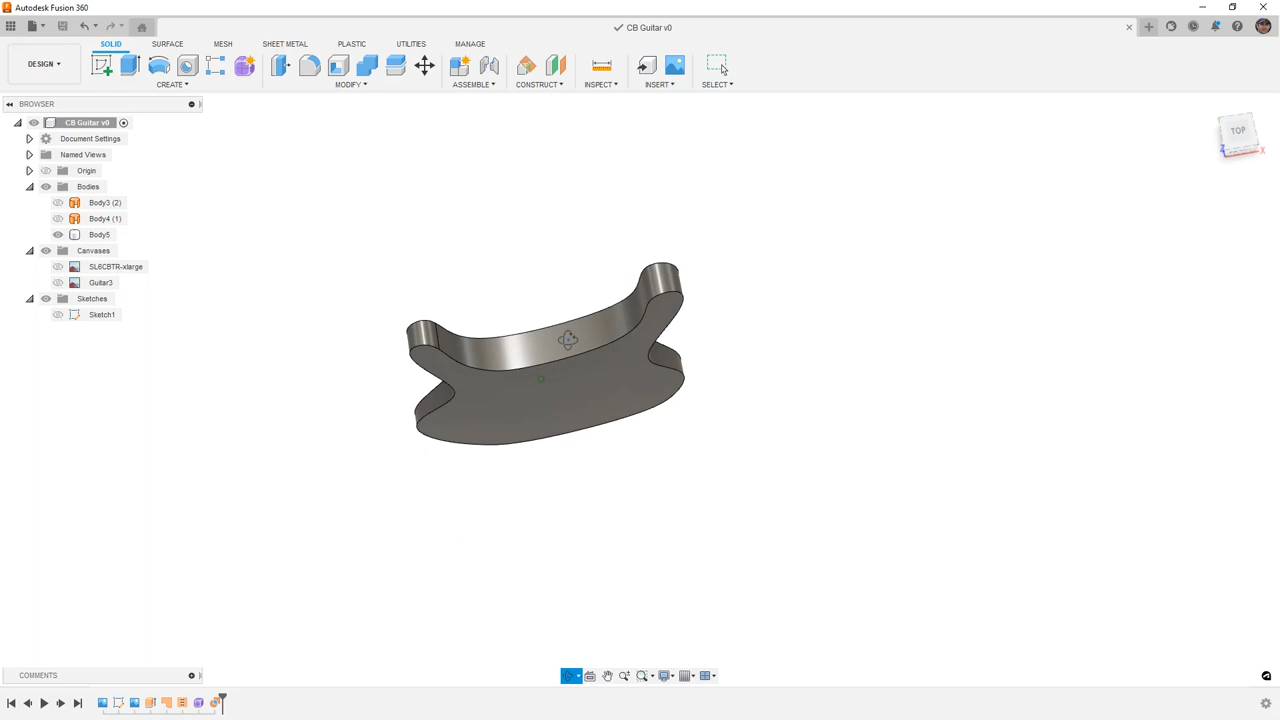 Autodesk Fusion 360
CB Guitar v0
DESIGN
SOLID
SURFACE
MESH
SHEET METAL
PLASTIC
UTILITIES
MANAGE
CREATE
MODIFY
ASSEMBLE
CONSTRUCT
INSPECT
INSERT
SELECT
BROWSER
CB Guitar v0
Document Settings
Named Views
Origin
Bodies
Body3 (2)
Body4 (1)
Body5
Canvases
SL6CBTR-xlarge
Guitar3
Sketches
Sketch1
TOP
Z
X
COMMENTS